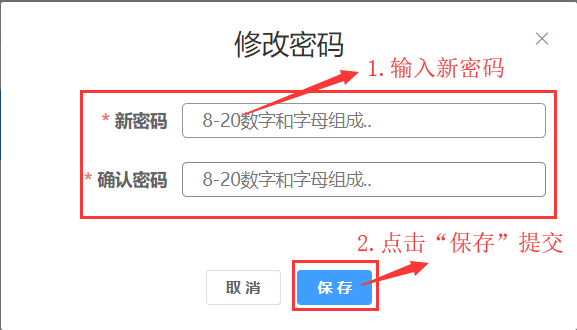 修改密码
1.输入新密码
* 新密码 8-20数字和字母组成..
* 确认密码 8-20数字和字母组成..
2.点击“保存”提交
取消 保存